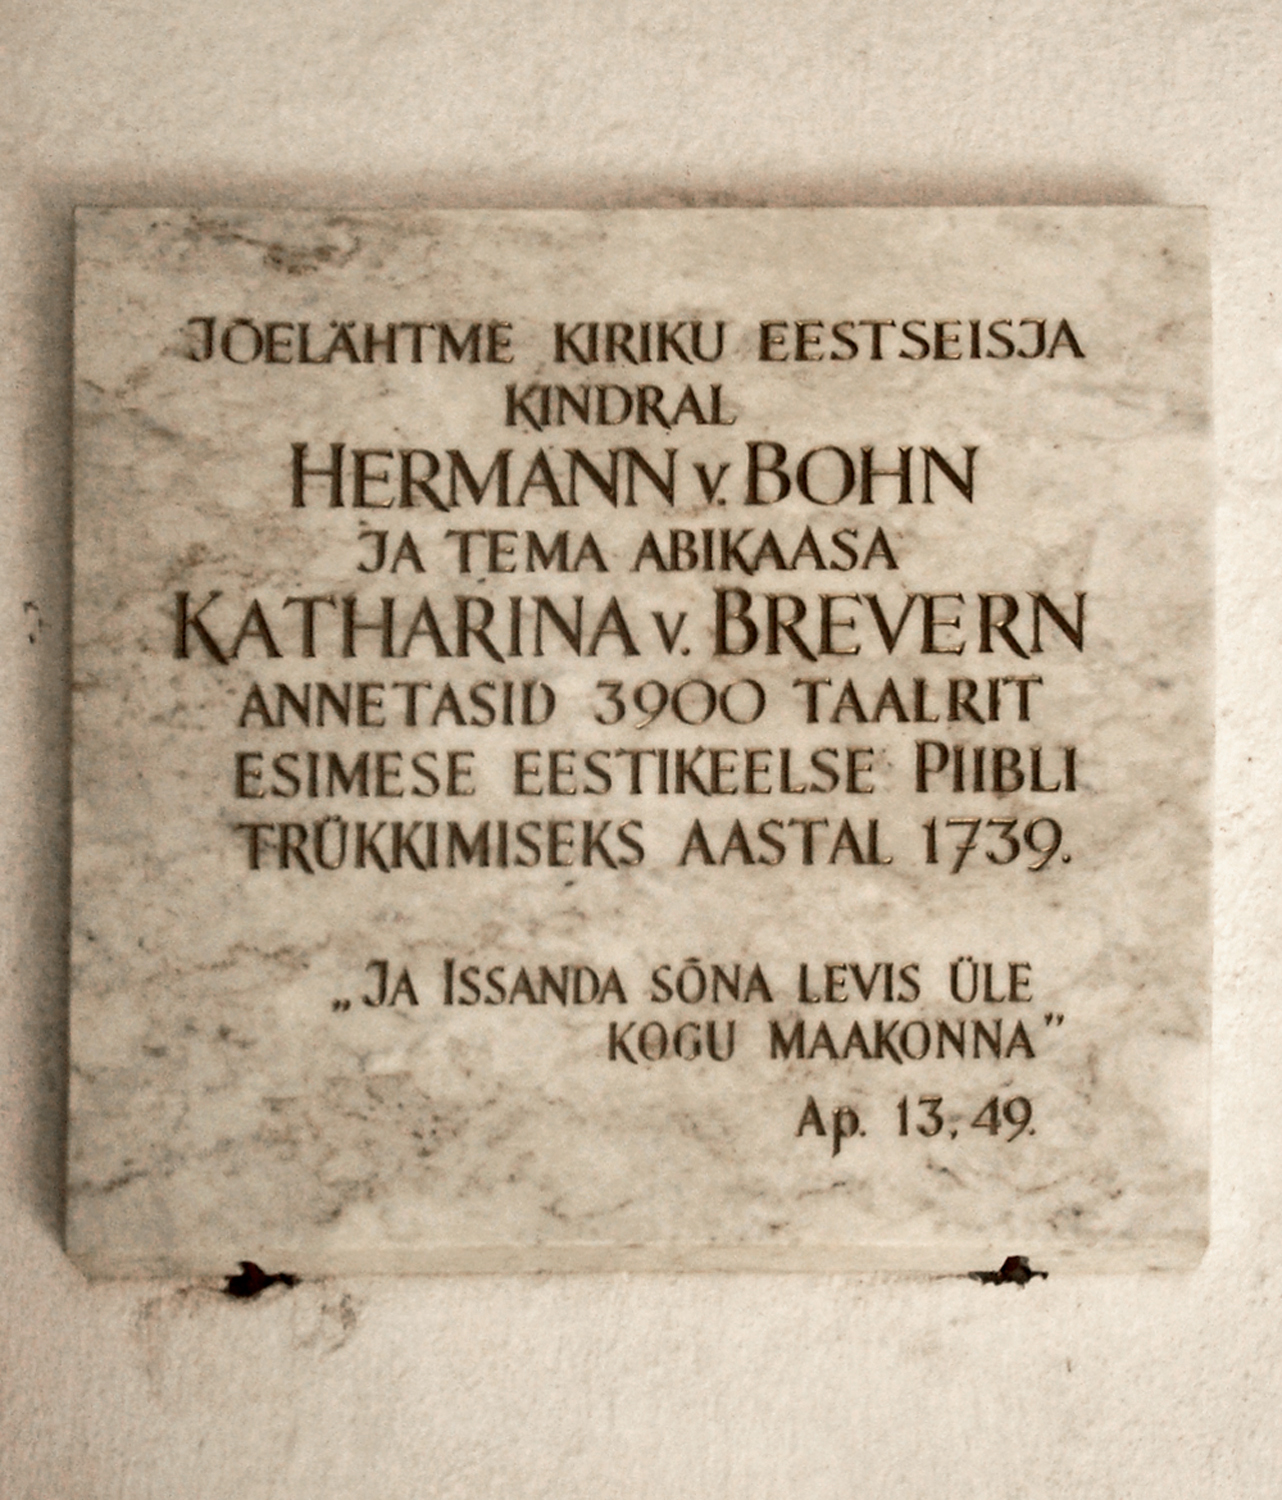 JÕELÄHTME KIRIKU EESTSEISJA
KINDRAL
HERMANN v. BOHN
JA TEMA ABIKAASA
KATHARINA v. BREVERN
ANNETASID 3900 TAALRIT
ESIMESE EESTIKEELSE PIIBLI
TRÜKKIMISEKS AASTAL 1739.
„JA ISSANDA SÕNA LEVIS ÜLE
KOGU MAAKONNA”
Ap. 13; 49.